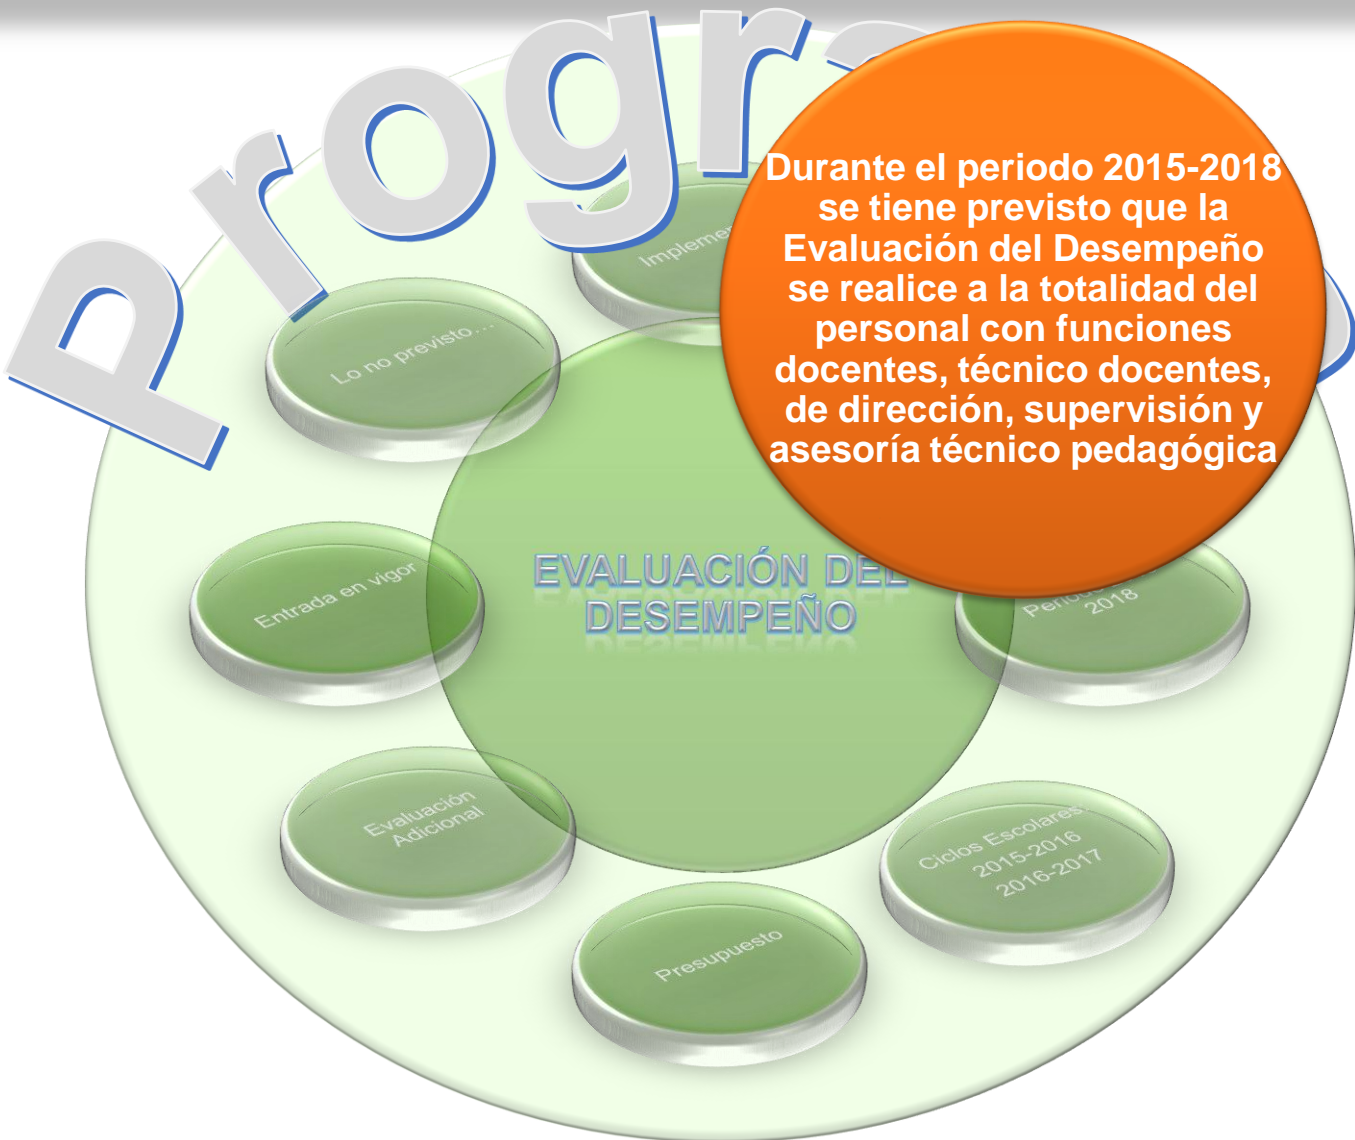 Progra
Durante el periodo 2015-2018
se tiene previsto que la
Evaluación del Desempeño
se realice a la totalidad del
personal con funciones
docentes, técnico docentes,
de dirección, supervisión y
asesoría técnico pedagógica
Lo no previsto...
Entrada en vigor
EVALUACIÓN DEL
DESEMPEÑO
2018
Evaluación
Adicional
Ciclos Escolares
2015-2016
2016-2017
Presupuesto